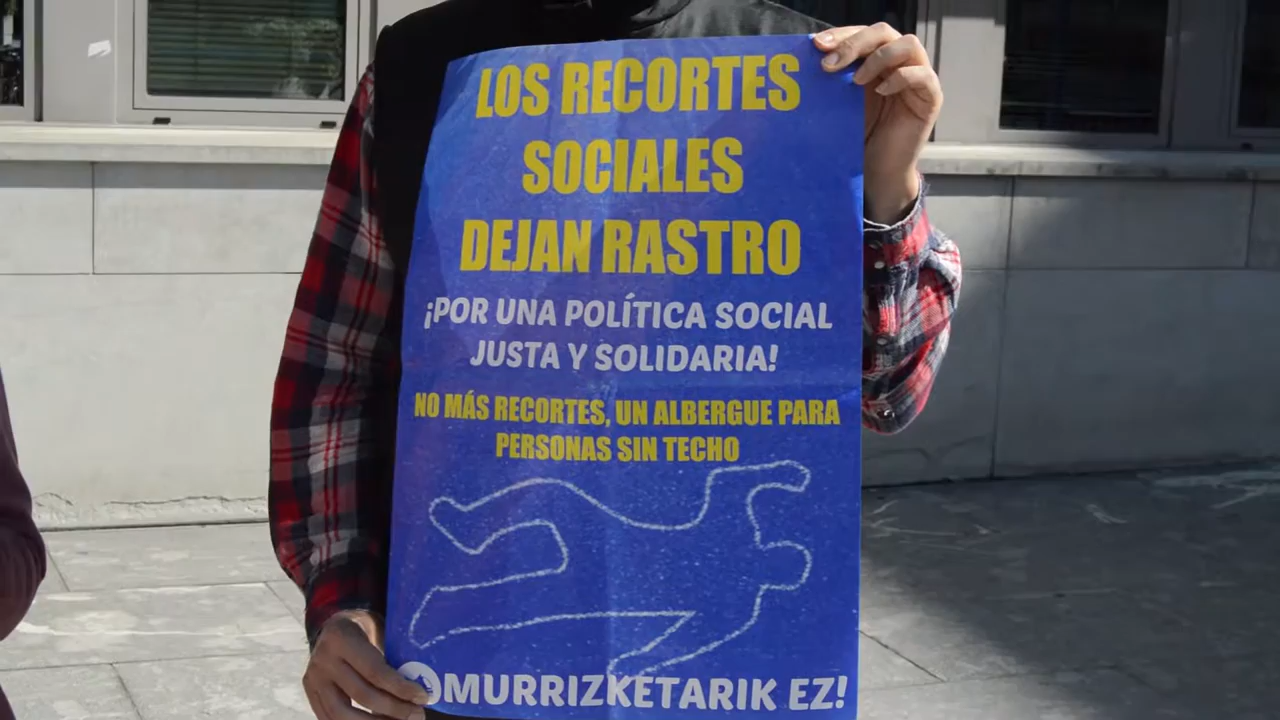 LOS RECORTES
SOCIALES
DEJAN RASTRO
¡POR UNA POLÍTICA SOCIAL
JUSTA Y SOLIDARIA!
NO MÁS RECORTES, UN ALBERGUE PARA
PERSONAS SIN TECHO
MURRIZKETARIK EZ!